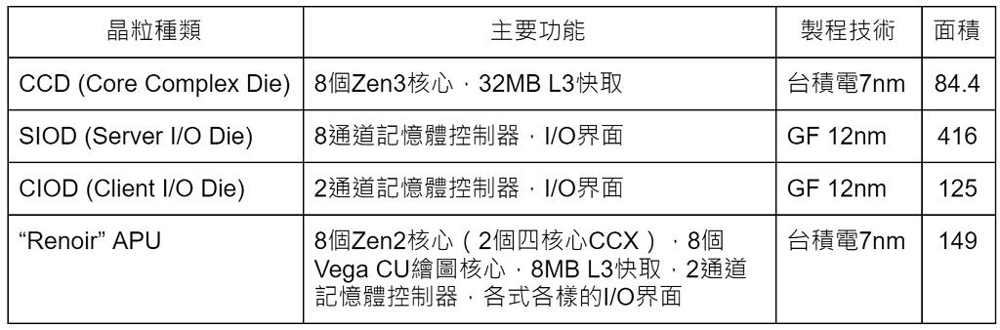 晶粒種類 主要功能 製程技術 面積
CCD (Core Complex Die) 8個Zen3核心，32MB L3快取 台積電7nm 84.4
SIOD (Server I/O Die) 8通道記憶體控制器，I/O界面 GF 12nm 416
CIOD (Client I/O Die) 2通道記憶體控制器，I/O界面 GF 12nm 125
“Renoir” APU 8個Zen2核心（2個四核心CCX），8個 台積電7nm 149
Vega CU繪圖核心，8MB L3快取，2通道
記憶體控制器，各式各樣的I/O界面